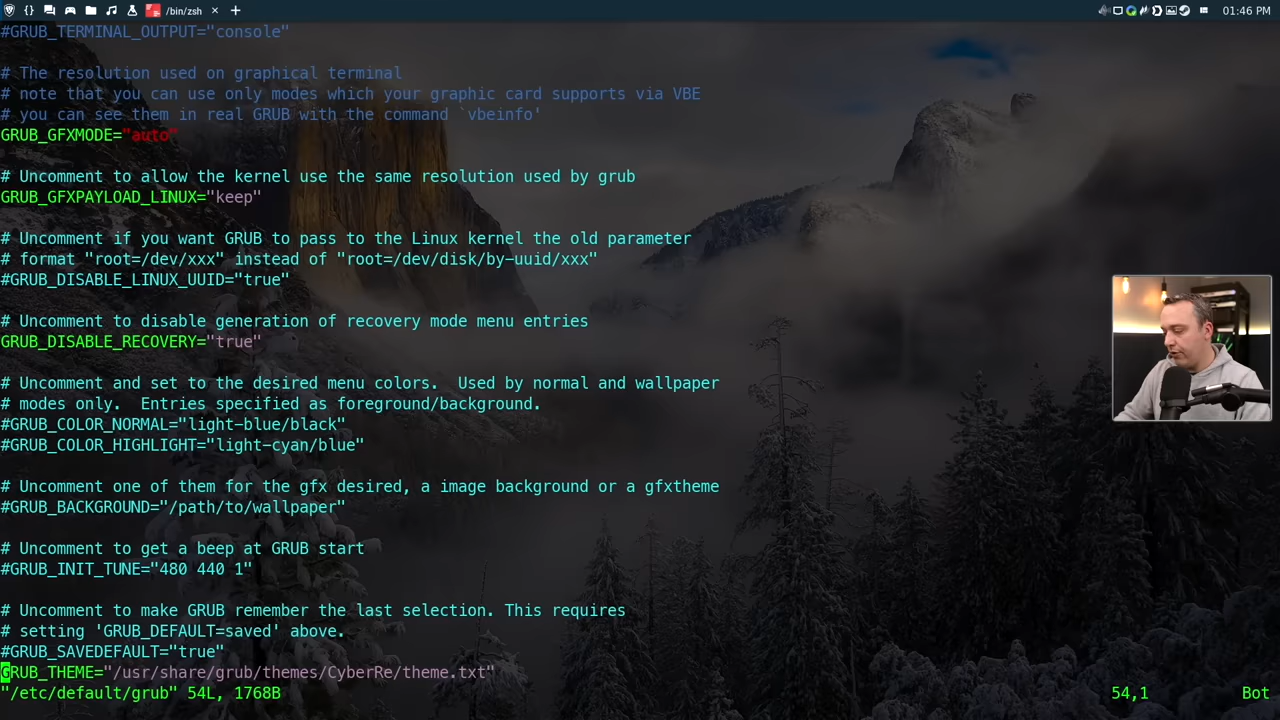 /bin/zsh
01:46 PM
#GRUB_TERMINAL_OUTPUT="console"
# The resolution used on graphical terminal
# note that you can use only modes which your graphic card supports via VBE
# you can see them in real GRUB with the command `vbeinfo'
GRUB_GFXMODE="auto"
# Uncomment to allow the kernel use the same resolution used by grub
GRUB_GFXPAYLOAD_LINUX="keep"
# Uncomment if you want GRUB to pass to the Linux kernel the old parameter
# format "root=/dev/xxx" instead of "root=/dev/disk/by-uuid/xxx"
#GRUB_DISABLE_LINUX_UUID="true"
# Uncomment to disable generation of recovery mode menu entries
GRUB_DISABLE_RECOVERY="true"
# Uncomment and set to the desired menu colors.  Used by normal and wallpaper
# modes only.  Entries specified as foreground/background.
#GRUB_COLOR_NORMAL="light-blue/black"
#GRUB_COLOR_HIGHLIGHT="light-cyan/blue"
# Uncomment one of them for the gfx desired, a image background or a gfxtheme
#GRUB_BACKGROUND="/path/to/wallpaper"
# Uncomment to get a beep at GRUB start
#GRUB_INIT_TUNE="480 440 1"
# Uncomment to make GRUB remember the last selection. This requires
# setting 'GRUB_DEFAULT=saved' above.
#GRUB_SAVEDEFAULT="true"
GRUB_THEME="/usr/share/grub/themes/CyberRe/theme.txt"
"/etc/default/grub" 54L, 1768B
54,1
Bot